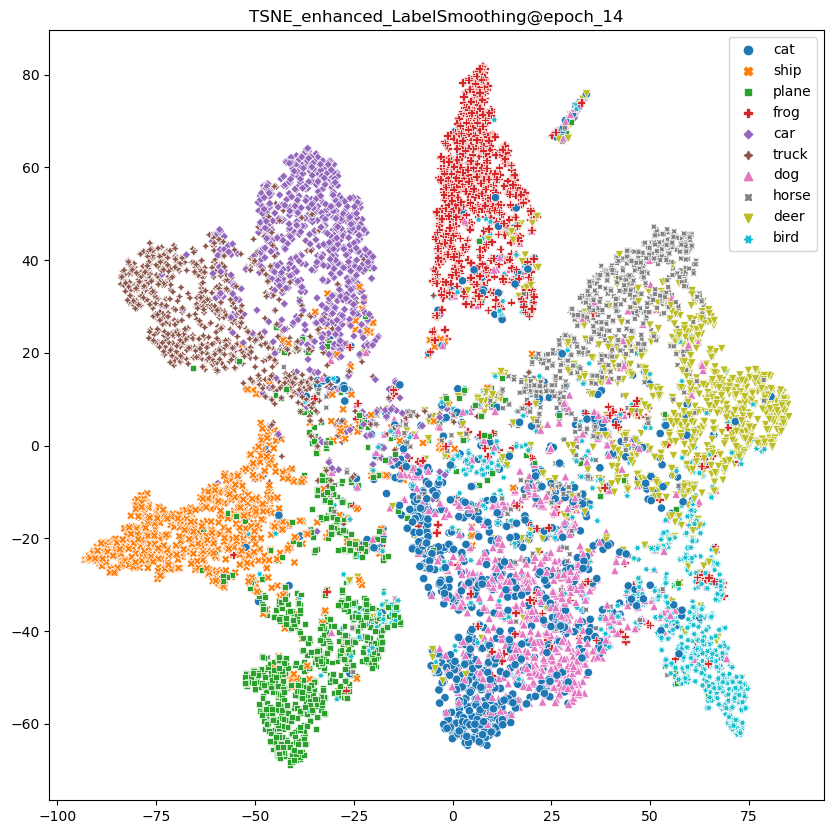 TSNE_enhanced_LabelSmoothing@epoch_14
cat
ship
plane
frog
car
truck
dog
horse
deer
bird
80
60
40
20
0
−20
−40
−60
−100
−75
−50
−25
0
25
50
75